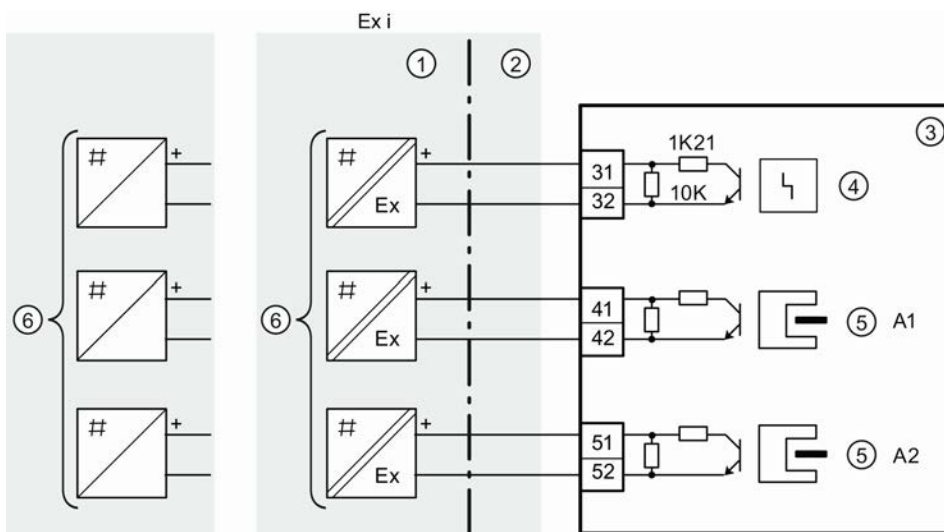 Ex i
① ②
③
# + # + 31 1K21
Ex 32 10K ④
# + # + 41
⑥ ⑥ Ex 42 ⑤ A1
# + # + 51
Ex 52 ⑤ A2